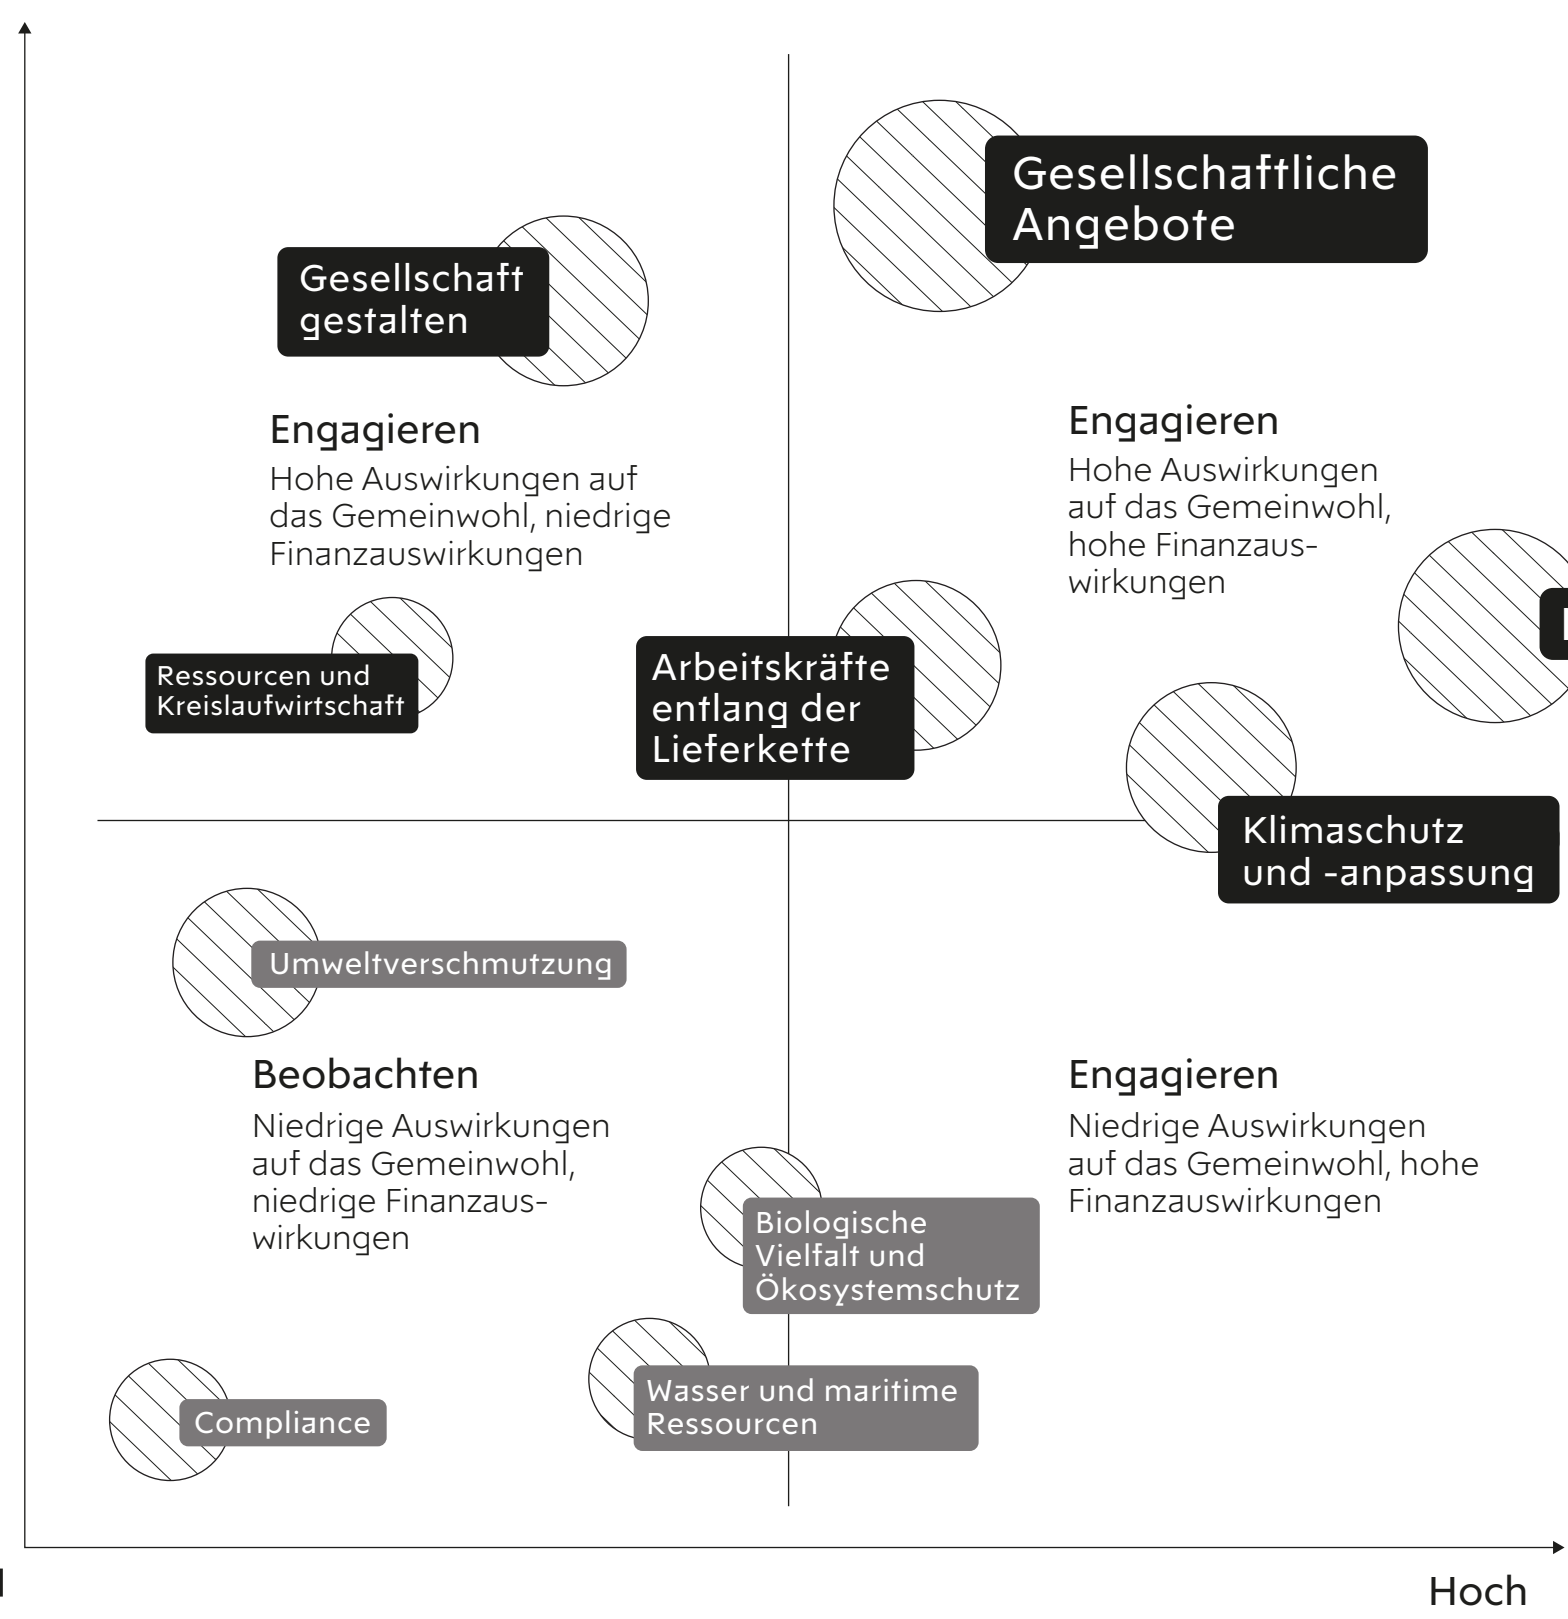 Gesellschaftliche
Angebote
Gesellschaft
gestalten
Engagieren
Hohe Auswirkungen auf
das Gemeinwohl, niedrige
Finanzauswirkungen
Engagieren
Hohe Auswirkungen
auf das Gemeinwohl,
hohe Finanzaus-
wirkungen
Ressourcen und
Kreislaufwirtschaft
Arbeitskräfte
entlang der
Lieferkette
Klimaschutz
und -anpassung
Umweltverschmutzung
Beobachten
Niedrige Auswirkungen
auf das Gemeinwohl,
niedrige Finanzaus-
wirkungen
Engagieren
Niedrige Auswirkungen
auf das Gemeinwohl, hohe
Finanzauswirkungen
Biologische
Vielfalt und
Ökosystemschutz
Wasser und maritime
Ressourcen
Compliance
Hoch